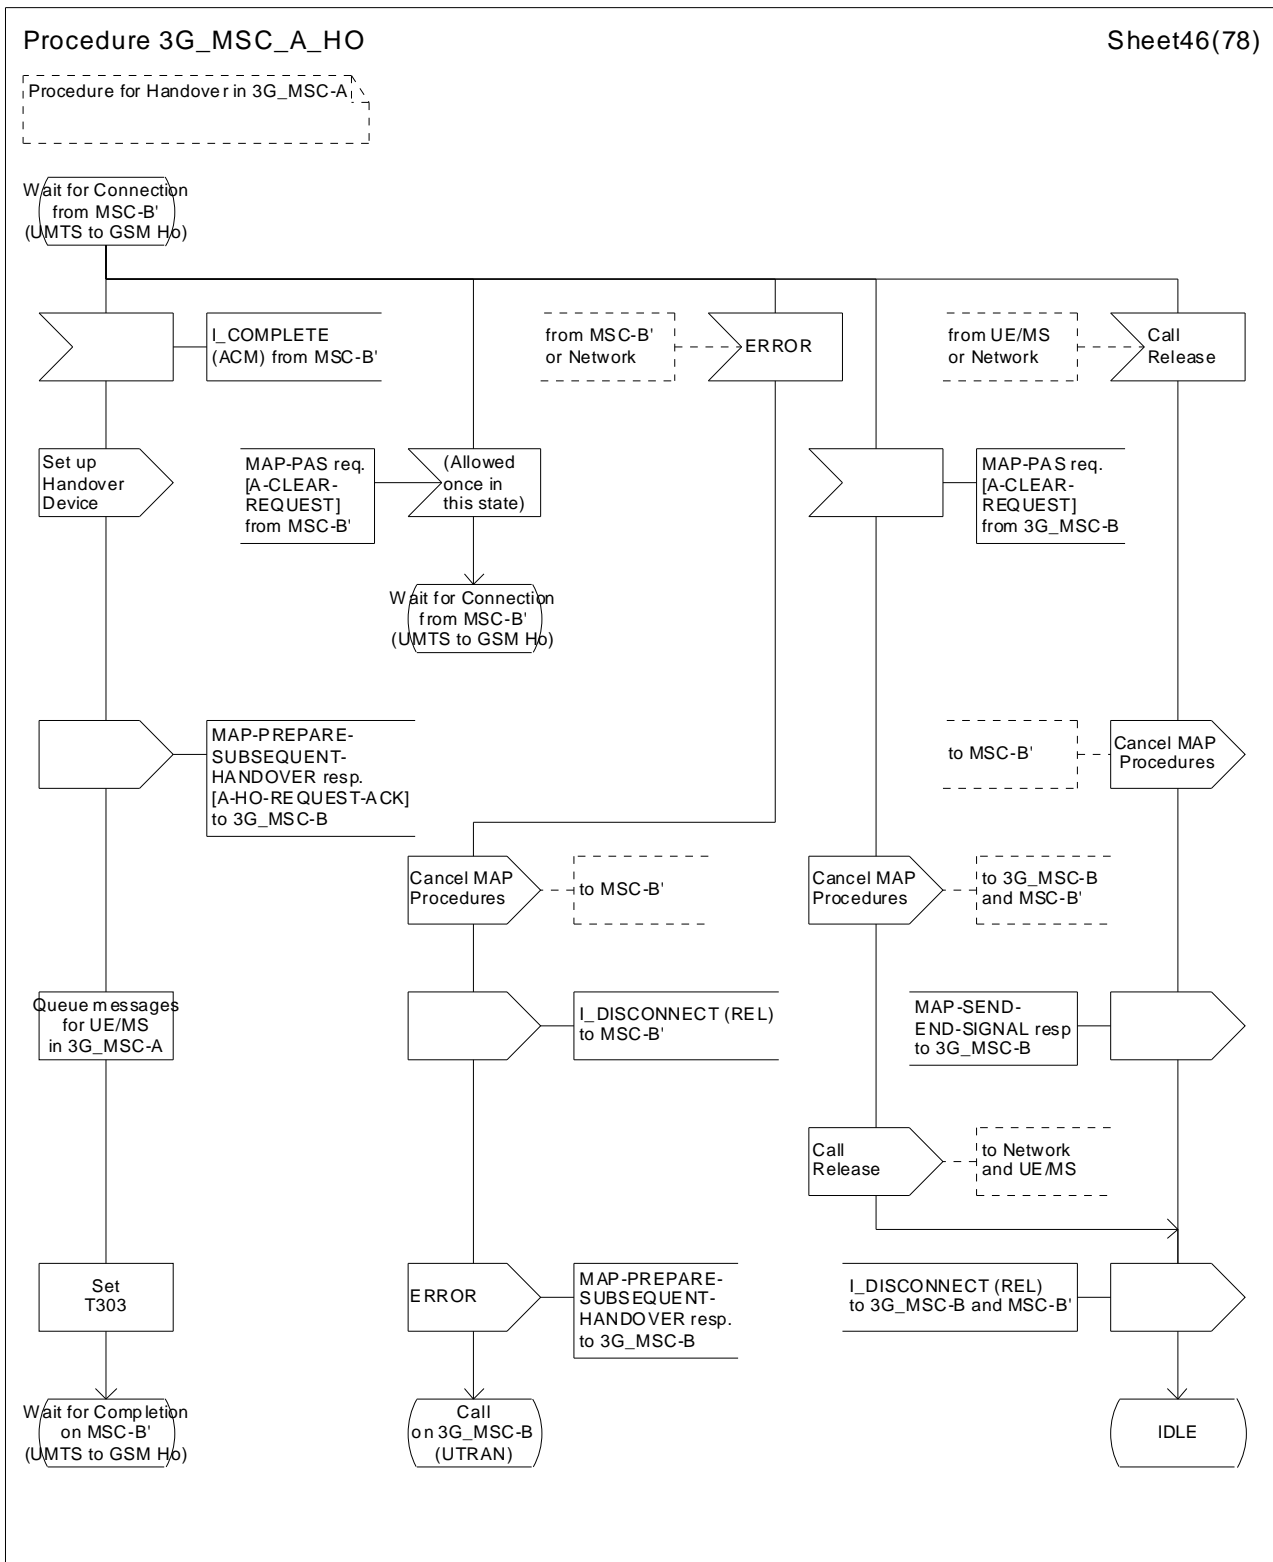 Procedure 3G_MSC_A_HO
Sheet46(78)
Procedure for Handover in 3G_MSC-A
Wait for Connection
from MSC-B'
(UMTS to GSM Ho)
I_COMPLETE
(ACM) from MSC-B'
from MSC-B'
or Network
ERROR
from UE/MS
or Network
Call
Release
Set up
Handover
Device
MAP-PAS req.
[A-CLEAR-
REQUEST]
from MSC-B'
(Allowed
once in
this state)
MAP-PAS req.
[A-CLEAR-
REQUEST]
from 3G_MSC-B
Wait for Connection
from MSC-B'
(UMTS to GSM Ho)
MAP-PREPARE-
SUBSEQUENT-
HANDOVER resp.
[A-HO-REQUEST-ACK]
to 3G_MSC-B
to MSC-B'
Cancel MAP
Procedures
Cancel MAP
Procedures
to MSC-B'
Cancel MAP
Procedures
to 3G_MSC-B
and MSC-B'
Queue messages
for UE/MS
in 3G_MSC-A
I_DISCONNECT (REL)
to MSC-B'
MAP-SEND-
END-SIGNAL resp
to 3G_MSC-B
Call
Release
to Network
and UE/MS
Set
T303
ERROR
MAP-PREPARE-
SUBSEQUENT-
HANDOVER resp.
to 3G_MSC-B
I_DISCONNECT (REL)
to 3G_MSC-B and MSC-B'
Wait for Completion
on MSC-B'
(UMTS to GSM Ho)
Call
on 3G_MSC-B
(UTRAN)
IDLE